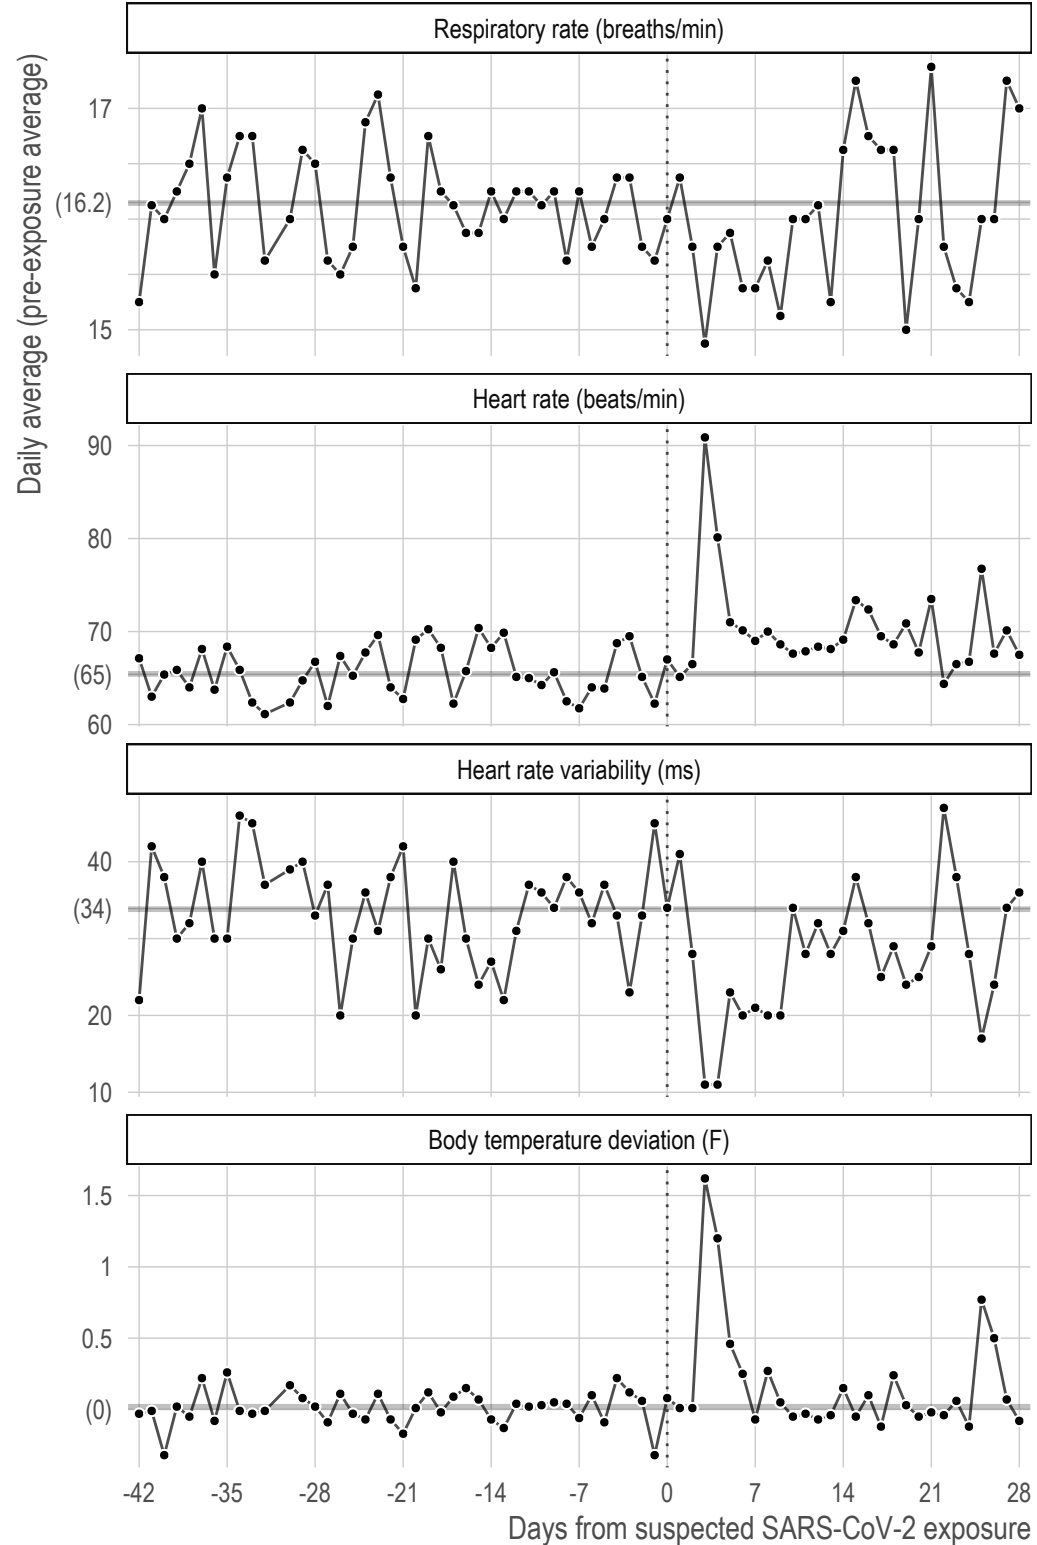 Respiratory rate (breaths/min)
17
(16.2)
15
Heart rate (beats/min)
90
80
70
(65)
60
Heart rate variability (ms)
40
(34)
20
10
Body temperature deviation (F)
1.5
1
0.5
(0)
-42 -35 -28 -21 -14 -7 0 7 14 21 28
Days from suspected SARS-CoV-2 exposure
Daily average (pre-exposure average)